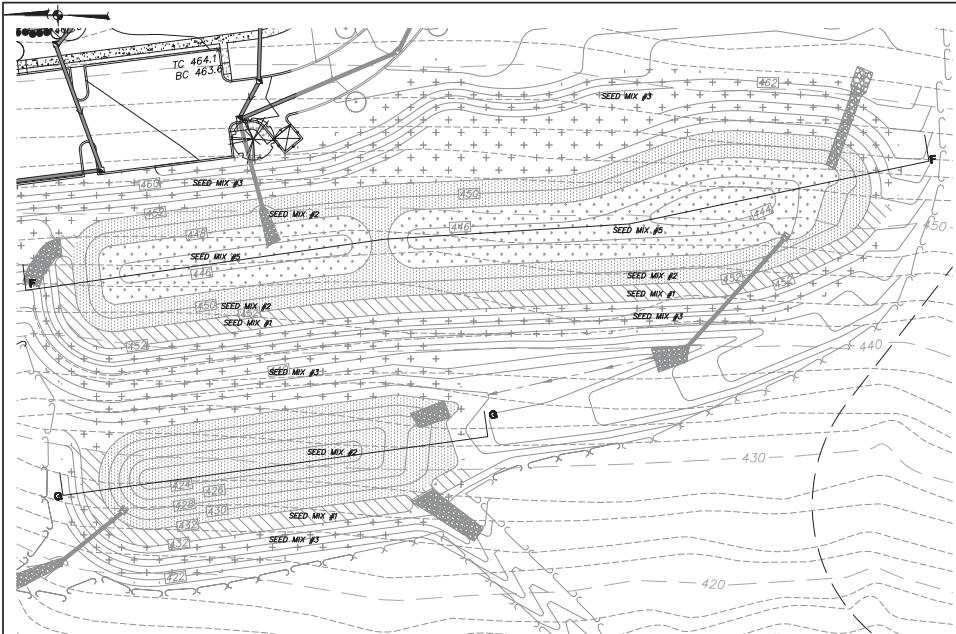 TC 464.1
BC 463.6
462
SEED MIX #3
F
460
SEED MIX #3
450
444
452
SEED MIX #2
450
446
SEED MIX #5
448
SEED MIX #5
446
SEED MIX #2
452
452
F
SEED MIX #1
450
SEED MIX #2
SEED MIX #1
SEED MIX #3
452
440
SEED MIX #3
G
SEED MIX #2
430
424
426
G
428
430
SEED MIX #1
432
SEED MIX #3
432
422
420